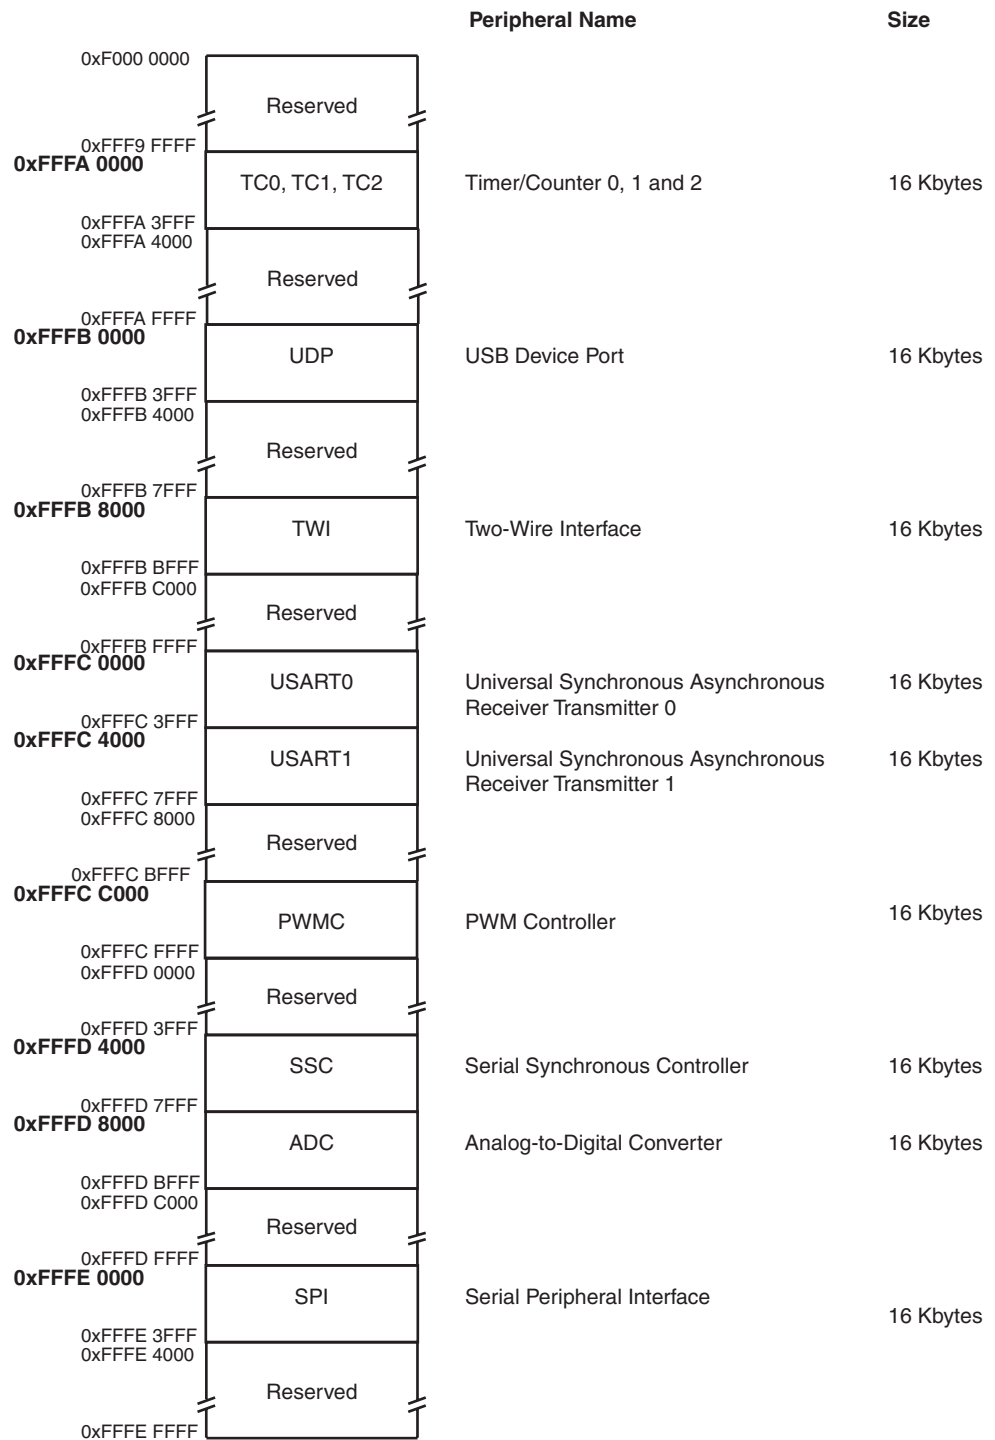 Peripheral Name Size
0xF000 0000
Reserved
0xFFF9 FFFF
0xFFFA 0000
TC0, TC1, TC2 Timer/Counter 0, 1 and 2 16 Kbytes
0xFFFA 3FFF
0xFFFA 4000
Reserved
0xFFFA FFFF
0xFFFB 0000
UDP USB Device Port 16 Kbytes
0xFFFB 3FFF
0xFFFB 4000
Reserved
0xFFFB 7FFF
0xFFFB 8000
TWI Two-Wire Interface 16 Kbytes
0xFFFB BFFF
0xFFFB C000
Reserved
0xFFFB FFFF
0xFFFC 0000
USART0 Universal Synchronous Asynchronous 16 Kbytes
Receiver Transmitter 0
0xFFFC 3FFF
0xFFFC 4000
USART1 Universal Synchronous Asynchronous 16 Kbytes
Receiver Transmitter 1
0xFFFC 7FFF
0xFFFC 8000
Reserved
0xFFFC BFFF
0xFFFC C000
PWMC PWM Controller 16 Kbytes
0xFFFC FFFF
0xFFFD 0000
Reserved
0xFFFD 3FFF
0xFFFD 4000
SSC Serial Synchronous Controller 16 Kbytes
0xFFFD 7FFF
0xFFFD 8000
ADC Analog-to-Digital Converter 16 Kbytes
0xFFFD BFFF
0xFFFD C000
Reserved
0xFFFD FFFF
0xFFFE 0000
SPI Serial Peripheral Interface 16 Kbytes
0xFFFE 3FFF
0xFFFE 4000
Reserved
0xFFFE FFFF